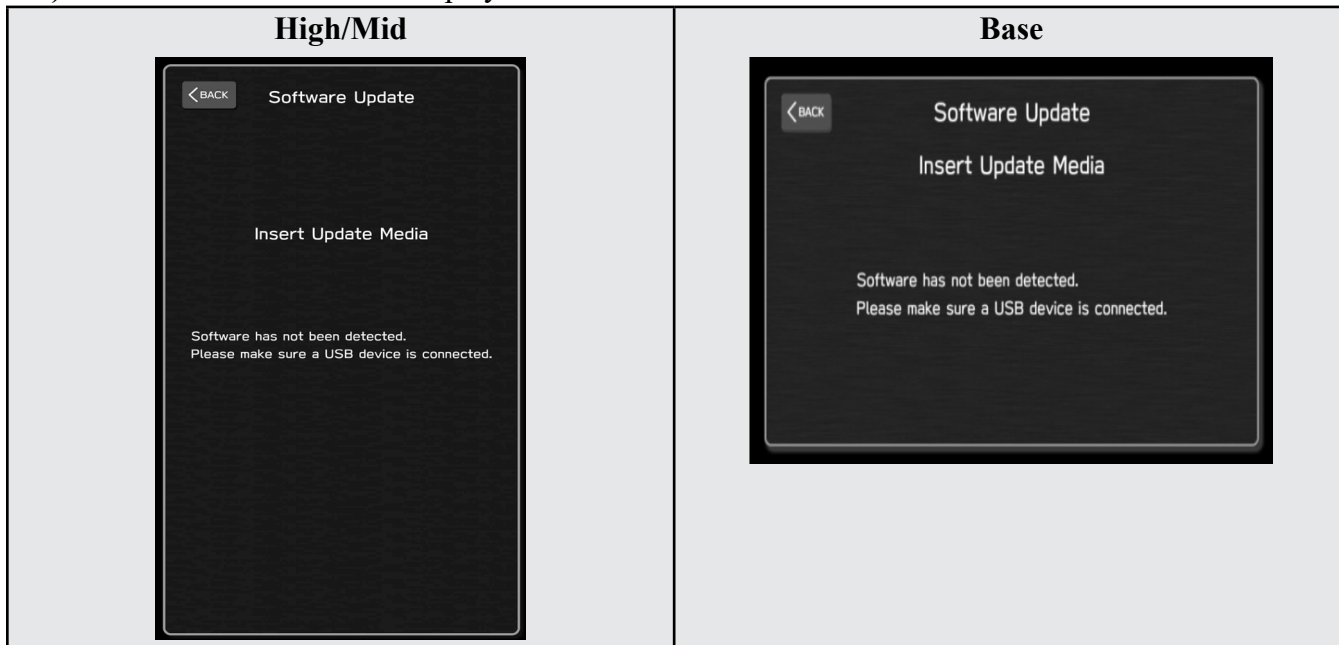 High/Mid
Base
BACK
Software Update
Insert Update Media
Software has not been detected.
Please make sure a USB device is connected.
BACK
Software Update
Insert Update Media
Software has not been detected.
Please make sure a USB device is connected.